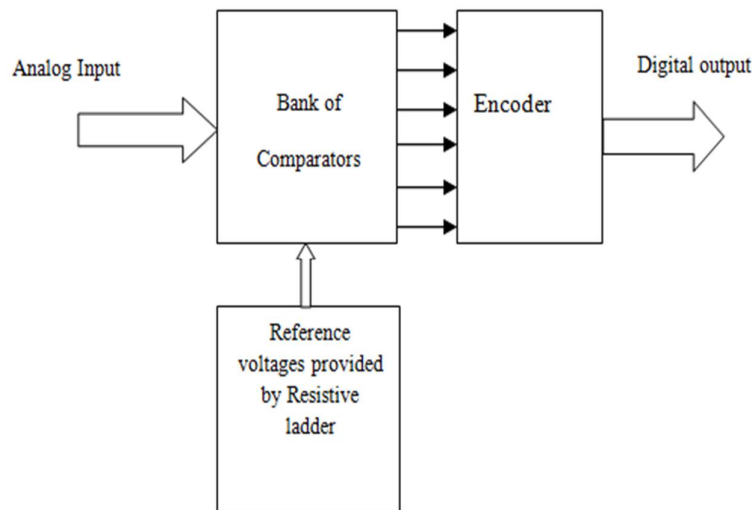 Analog Input
Bank of
Comparators
Encoder
Digital output
Reference
voltages provided
by Resistive
ladder